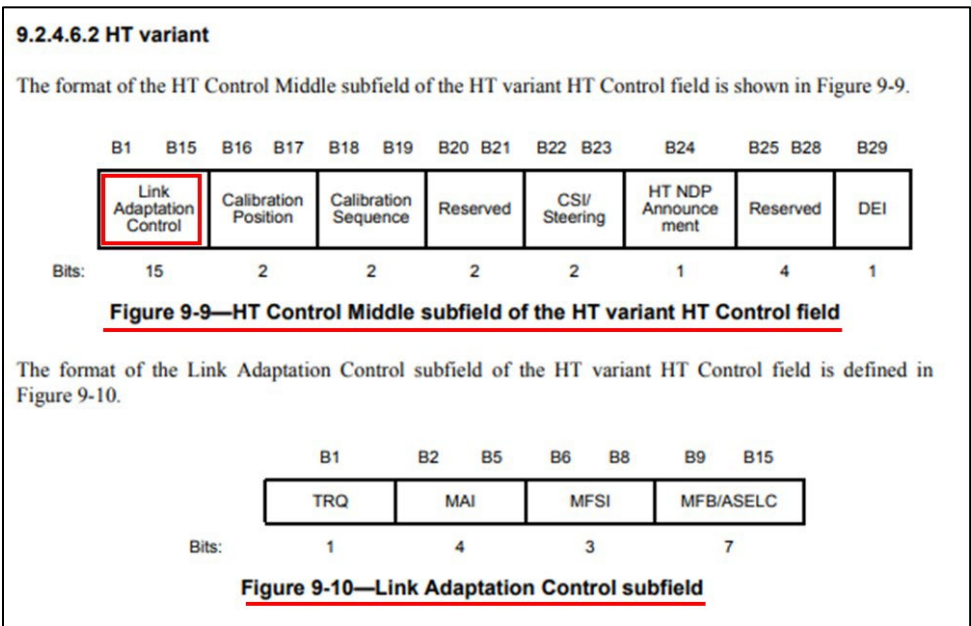 9.2.4.6.2 HT variant
The format of the HT Control Middle subfield of the HT variant HT Control field is shown in Figure 9-9.
B1 B15 B16 B17 B18 B19 B20 B21 B22 B23 B24 B25 B28 B29
Link Adaptation Control Calibration Position Calibration Sequence Reserved CSI/ Steering HT NDP Announce ment Reserved DEI
Bits: 15 2 2 2 2 1 4 1
Figure 9-9—HT Control Middle subfield of the HT variant HT Control field
The format of the Link Adaptation Control subfield of the HT variant HT Control field is defined in
Figure 9-10.
B1 B2 B5 B6 B8 B9 B15
TRQ MAI MFSI MFB/ASELC
Bits: 1 4 3 7
Figure 9-10—Link Adaptation Control subfield